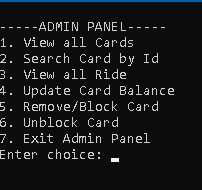 -----ADMIN PANEL-----
1. View all Cards
2. Search Card by Id
3. View all Ride
4. Update Card Balance
5. Remove/Block Card
6. Unblock Card
7. Exit Admin Panel
Enter choice: _